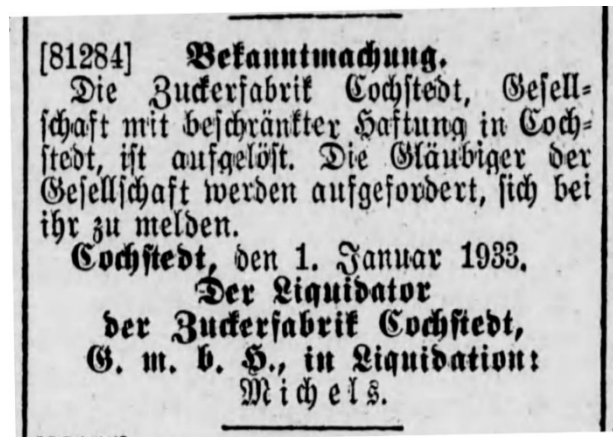 [81284] Bekanntmachung.
Die Zuckerfabrik Cochstedt, Gesell-
schaft mit beschränkter Haftung in Coch-
stedt, ist aufgelöst. Die Gläubiger der
Gesellschaft werden aufgefordert, sich bei
ihr zu melden.
Cochstedt, den 1. Januar 1933.
Der Liquidator
der Zuckerfabrik Cochstedt,
G. m. b. H., in Liquidation:
Michels.